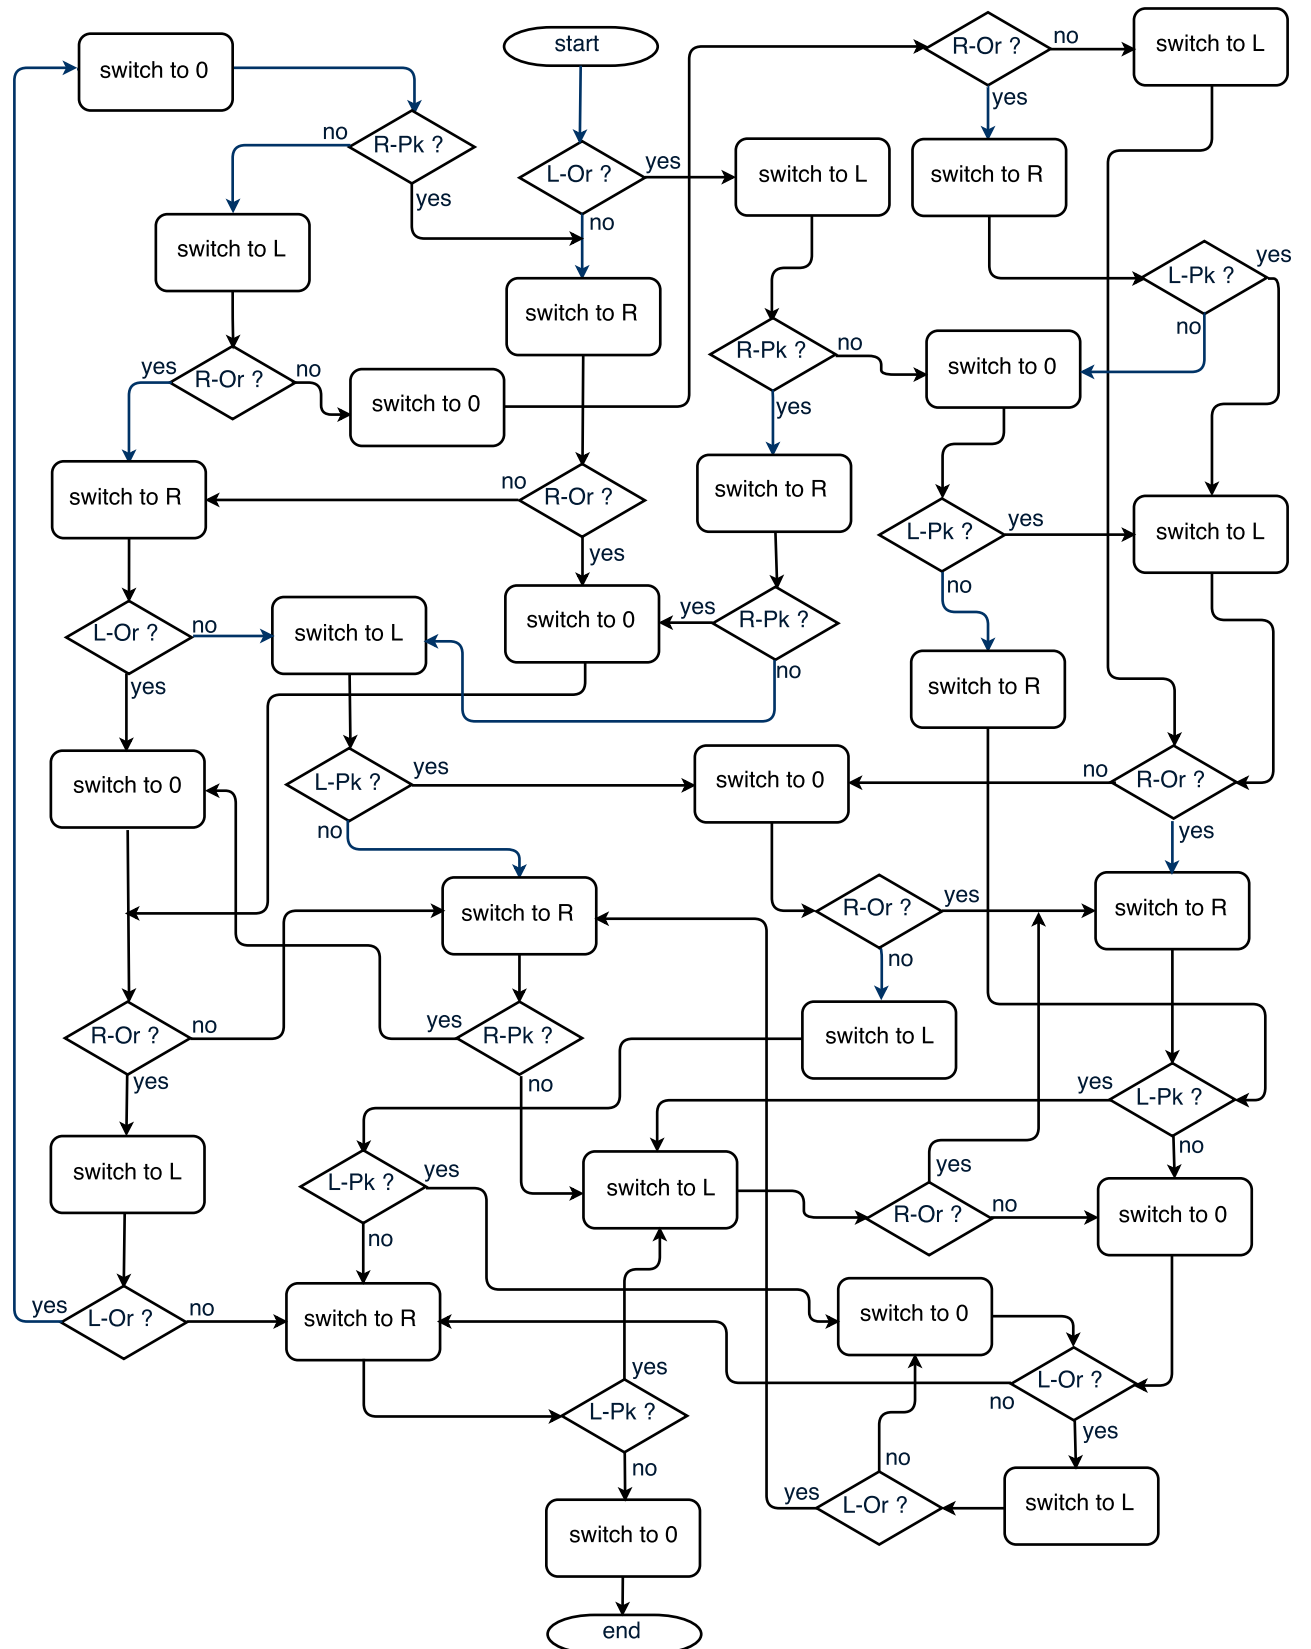 start
R-Or ?
no
switch to L
switch to 0
yes
no
R-Pk ?
L-Or ?
yes
switch to L
switch to R
yes
no
switch to L
L-Pk ?
yes
switch to R
no
R-Pk ?
no
switch to 0
yes
R-Or ?
no
switch to 0
yes
switch to R
no
R-Or ?
switch to R
L-Pk ?
yes
switch to L
yes
no
L-Or ?
no
switch to L
switch to 0
yes
R-Pk ?
yes
no
switch to R
switch to 0
L-Pk ?
yes
switch to 0
no
R-Or ?
no
yes
switch to R
R-Or ?
yes
switch to R
no
R-Or ?
no
yes
R-Pk ?
switch to L
yes
no
yes
L-Pk ?
no
switch to L
L-Pk ?
yes
switch to L
yes
R-Or ?
no
switch to 0
no
yes
L-Or ?
no
switch to R
switch to 0
yes
L-Pk ?
L-Or ?
no
yes
no
no
yes
L-Or ?
switch to L
switch to 0
end